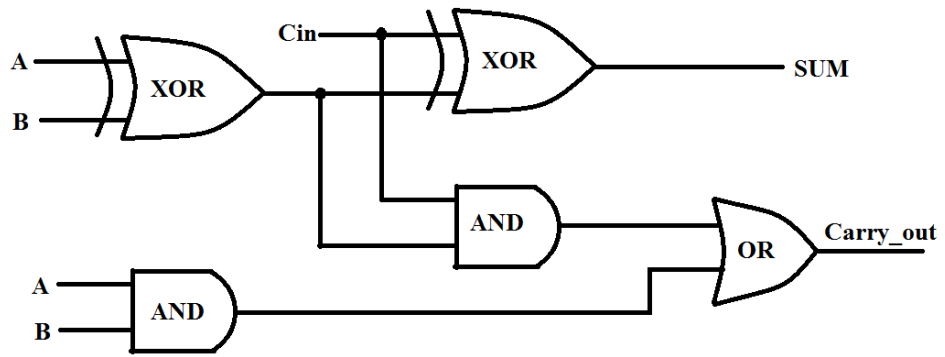 Cin
A
XOR
XOR
SUM
B
AND
Carry_out
OR
A
AND
B